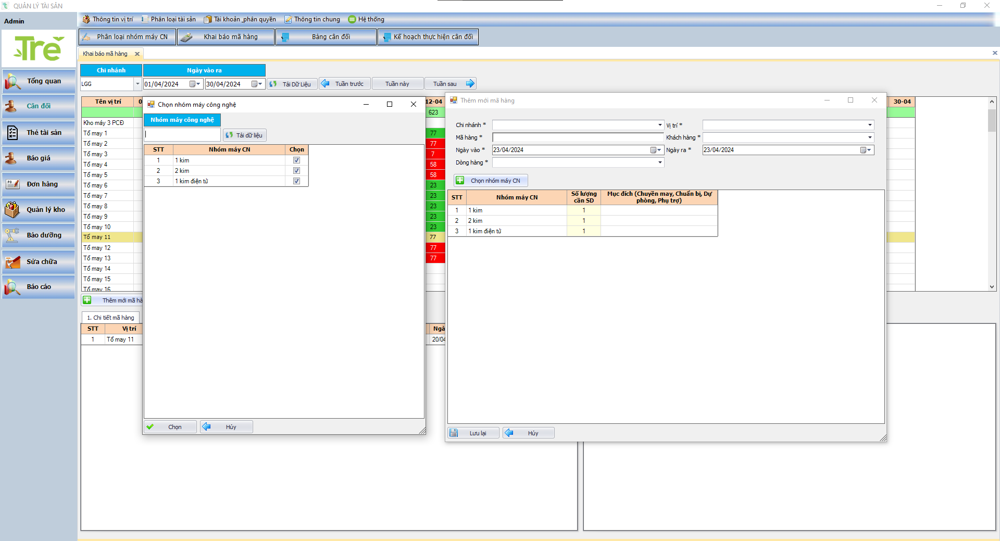 QUẢN LÝ TÀI SẢN
Admin
Thông tin vị trí
Phân loại tài sản
Tài khoản _phân quyền
Thông tin chung
Hệ thống
Phân loại nhóm máy CN
Khai báo mã hàng
Bảng cân đối
Kế hoạch thực hiện cân đối
Trẻ
Khai báo mã hàng
Chi nhánh
Ngày vào ra
LGG
01/04/2024
30/04/2024
Tải Dữ Liệu
Tuần trước
Tuần này
Tuần sau
Tổng quan
Cân đối
Thẻ tài sản
Báo giá
Đơn hàng
Quản lý kho
Bảo dưỡng
Sửa chữa
Báo cáo
Tên vị trí
12-04
30-04
623
Kho máy 3 PCĐ
Tổ may 1
77
Tổ may 2
77
Tổ may 3
7
Tổ may 4
58
Tổ may 5
58
Tổ may 6
23
Tổ may 7
23
Tổ may 8
23
Tổ may 9
23
Tổ may 10
23
Tổ may 11
77
Tổ may 12
77
Tổ may 13
77
Tổ may 14
Tổ may 15
Tổ may 16
Thêm mới mã hà
1. Chi tiết mã hàng
STT
Vị trí
Ngà
1
Tổ may 11
20/04
Chọn nhóm máy công nghệ
Nhóm máy công nghệ
Tải dữ liệu
STT
Nhóm máy CN
Chọn
1
1 kim
2
2 kim
3
1 kim điện tử
Chọn
Hủy
Thêm mới mã hàng
Chi nhánh *
Vị trí *
Mã hàng *
Khách hàng *
Ngày vào *
23/04/2024
Ngày ra *
23/04/2024
Dòng hàng *
Chọn nhóm máy CN
STT
Nhóm máy CN
Số lượng
cần SD
Mục đích (Chuyền may, Chuẩn bị, Dự
phòng, Phụ trợ)
1
1 kim
1
2
2 kim
1
3
1 kim điện tử
1
Lưu lại
Hủy